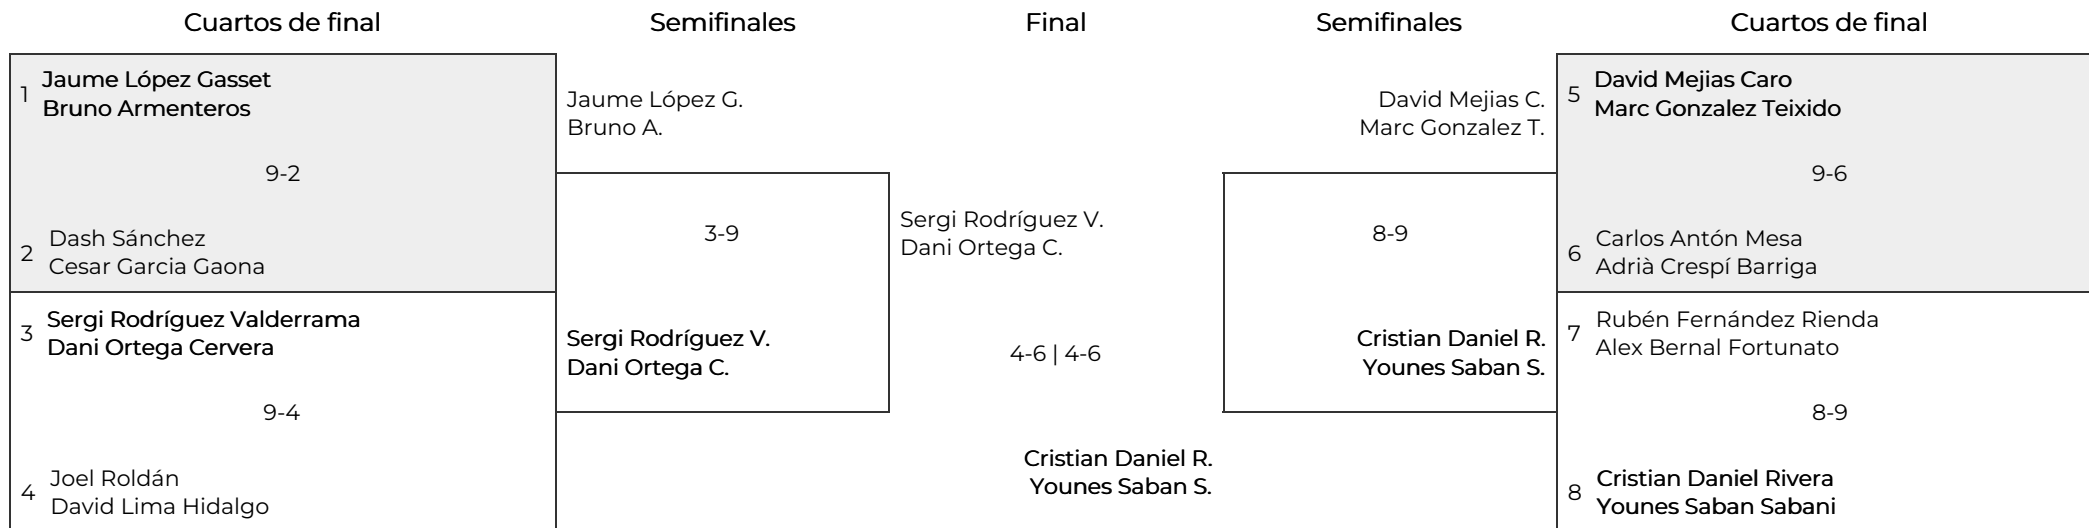 Cuartos de final
Semifinales
Final
Semifinales
Cuartos de final
1
Jaume López Gasset
Bruno Armenteros
9-2
2
Dash Sánchez
Cesar Garcia Gaona
3
Sergi Rodríguez Valderrama
Dani Ortega Cervera
9-4
4
Joel Roldán
David Lima Hidalgo
Jaume López G.
Bruno A.
3-9
Sergi Rodríguez V.
Dani Ortega C.
Sergi Rodríguez V.
Dani Ortega C.
4-6 | 4-6
Cristian Daniel R.
Younes Saban S.
David Mejias C.
Marc Gonzalez T.
8-9
Cristian Daniel R.
Younes Saban S.
5
David Mejias Caro
Marc Gonzalez Teixido
9-6
6
Carlos Antón Mesa
Adrià Crespí Barriga
7
Rubén Fernández Rienda
Alex Bernal Fortunato
8-9
8
Cristian Daniel Rivera
Younes Saban Sabani